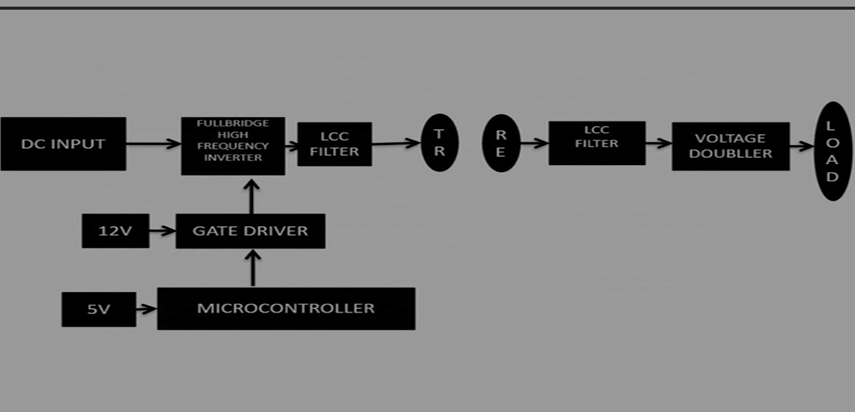 DC INPUT
FULLBRIDGE
HIGH
FREQUENCY
INVERTER
LCC
FILTER
T
R
R
E
LCC
FILTER
VOLTAGE
DOUBLLER
L
O
A
D
12V
GATE DRIVER
5V
MICROCONTROLLER